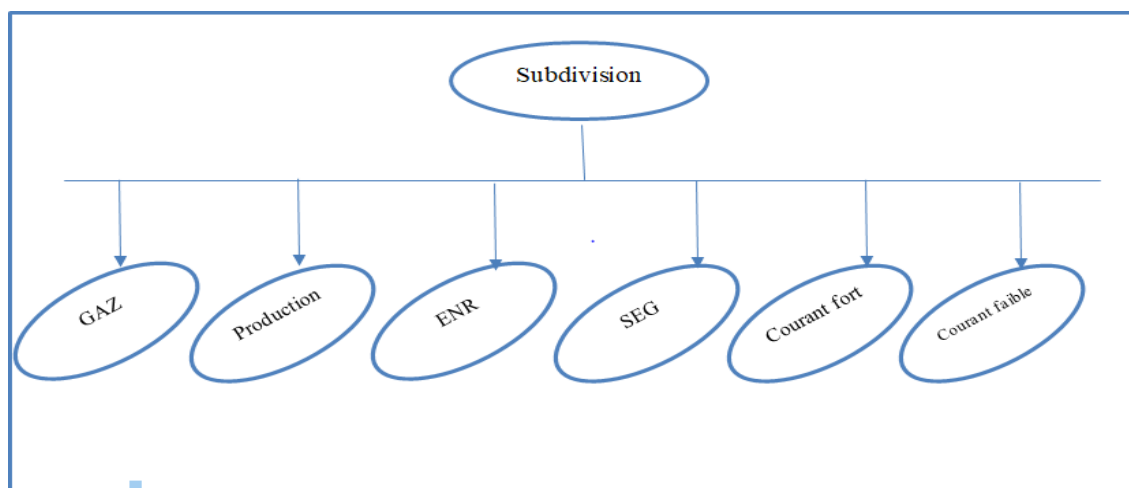 Subdivision
GAZ
Production
ENR
SEG
Courant fort
Courant faible